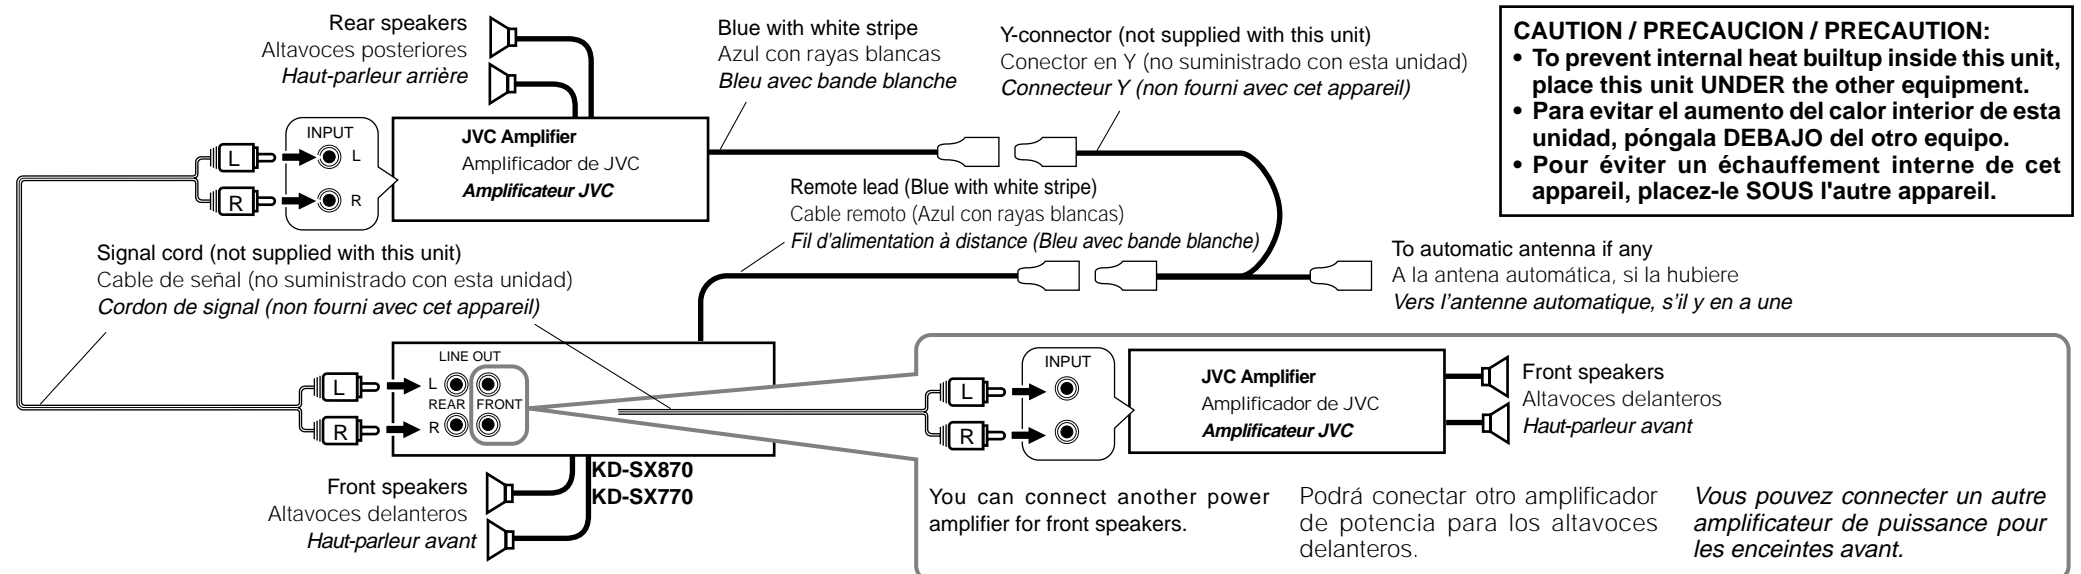 Rear speakers
Altavoces posteriores
Haut-parleur arrière
Blue with white stripe
Azul con rayas blancas
Bleu avec bande blanche
Y-connector (not supplied with this unit)
Conector en Y (no suministrado con esta unidad)
Connecteur Y (non fourni avec cet appareil)
CAUTION / PRECAUCION / PRECAUTION:
• To prevent internal heat builtup inside this unit,
place this unit UNDER the other equipment.
• Para evitar el aumento del calor interior de esta
unidad, póngala DEBAJO del otro equipo.
• Pour éviter un échauffement interne de cet
appareil, placez-le SOUS l'autre appareil.
INPUT
L
L
R
R
JVC Amplifier
Amplificador de JVC
Amplificateur JVC
Remote lead (Blue with white stripe)
Cable remoto (Azul con rayas blancas)
Fil d'alimentation à distance (Bleu avec bande blanche)
Signal cord (not supplied with this unit)
Cable de señal (no suministrado con esta unidad)
Cordon de signal (non fourni avec cet appareil)
To automatic antenna if any
A la antena automática, si la hubiere
Vers l'antenne automatique, s'il y en a une
LINE OUT
L
L
REAR
FRONT
R
R
KD-SX870
KD-SX770
Front speakers
Altavoces delanteros
Haut-parleur avant
INPUT
L
R
JVC Amplifier
Amplificador de JVC
Amplificateur JVC
Front speakers
Altavoces delanteros
Haut-parleur avant
You can connect another power
amplifier for front speakers.
Podrá conectar otro amplificador
de potencia para los altavoces
delanteros.
Vous pouvez connecter un autre
amplificateur de puissance pour
les enceintes avant.